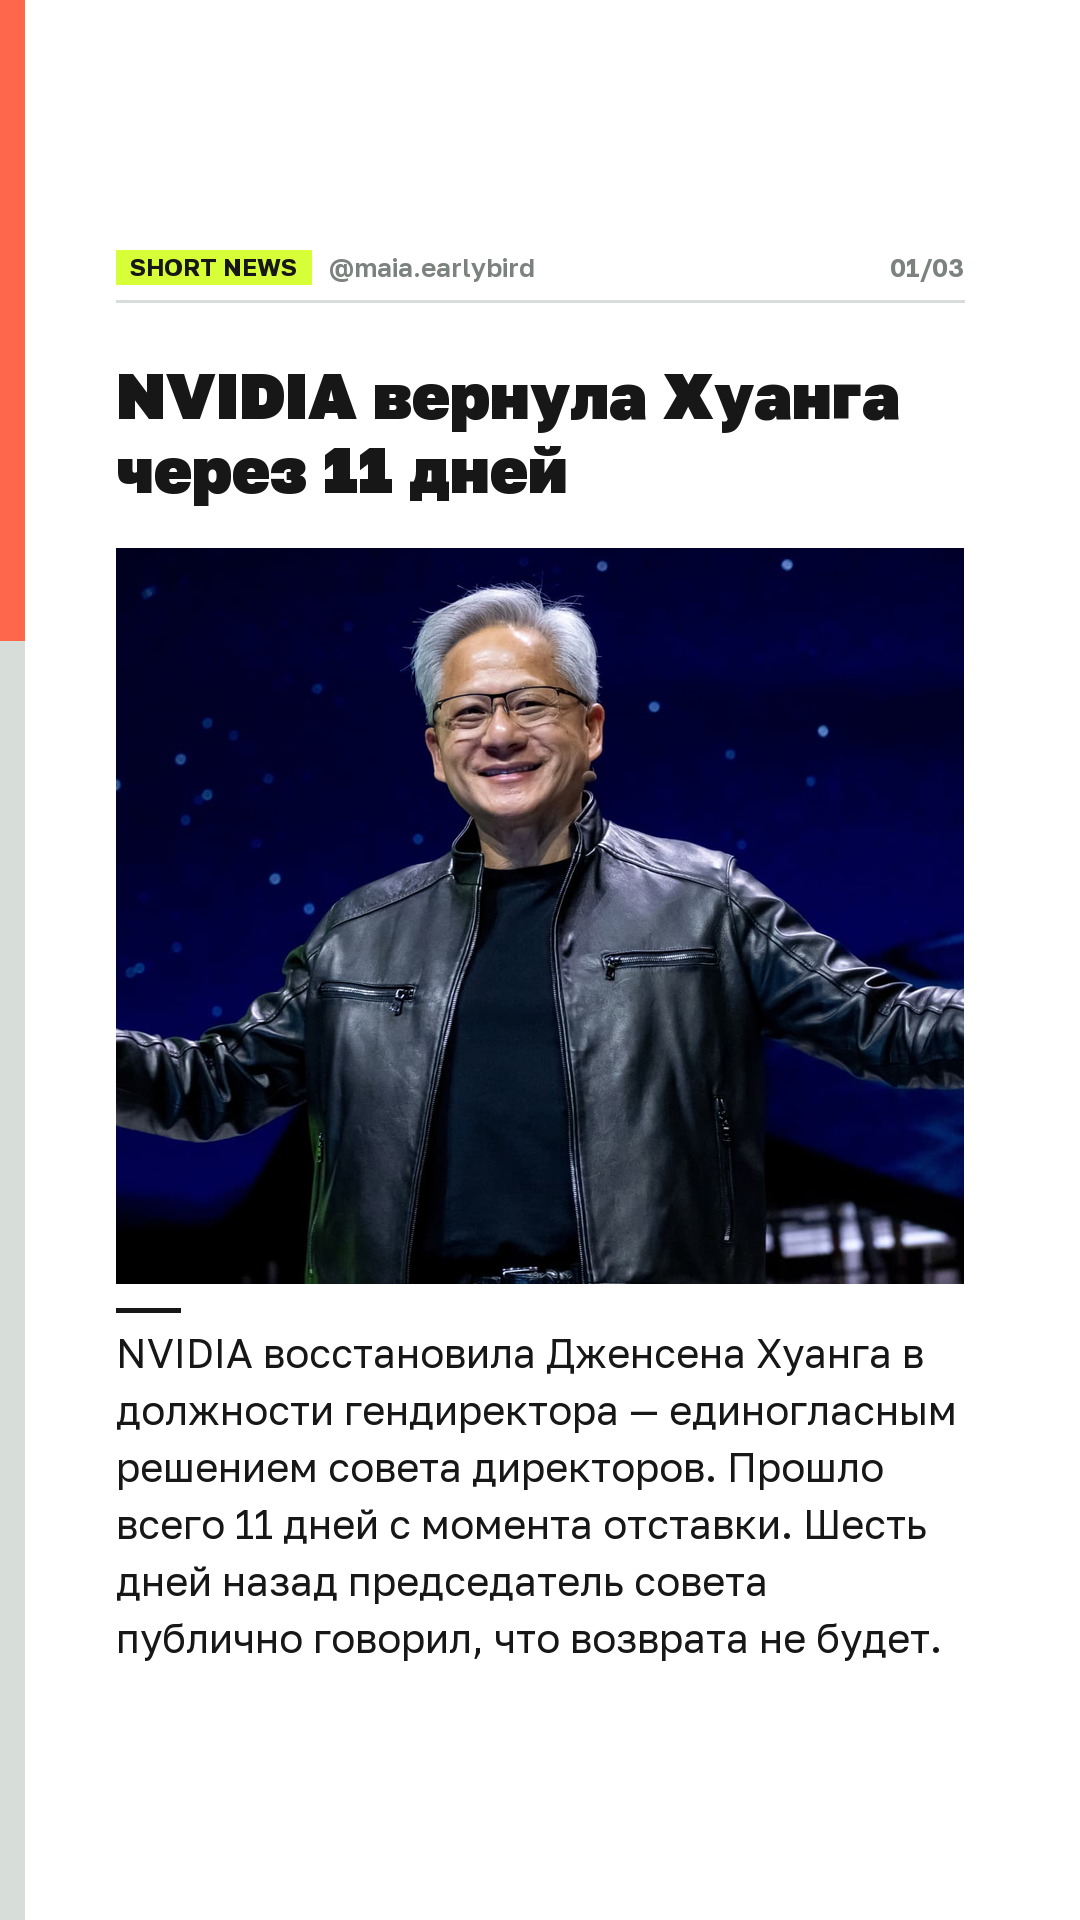 SHORT NEWS @maia.earlybird 01/03
NVIDIA вернула Хуанга
через 11 дней
NVIDIA восстановила Дженсена Хуанга в
должности гендиректора — единогласным
решением совета директоров. Прошло
всего 11 дней с момента отставки. Шесть
дней назад председатель совета
публично говорил, что возврата не будет.